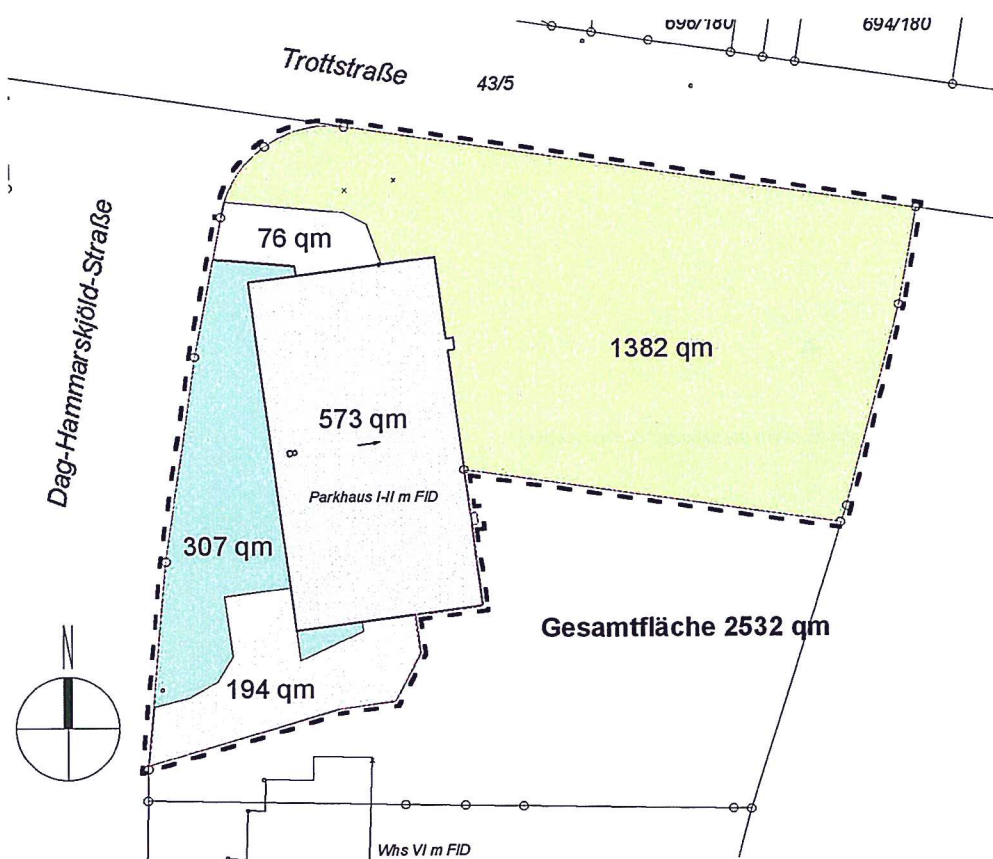 696/180
694/180
Trottstraße
43/5
Dag-Hammarskjöld-Straße
76 qm
1382 qm
573 qm
8
Parkhaus I-II m FlD
307 qm
Gesamtfläche 2532 qm
N
194 qm
Whs VI m FlD